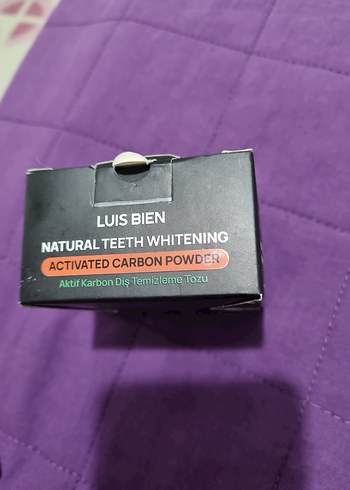 LUIS BIEN
NATURAL TEETH WHITENING
ACTIVATED CARBON POWDER
Aktif Karbon Diş Temizleme Tozu